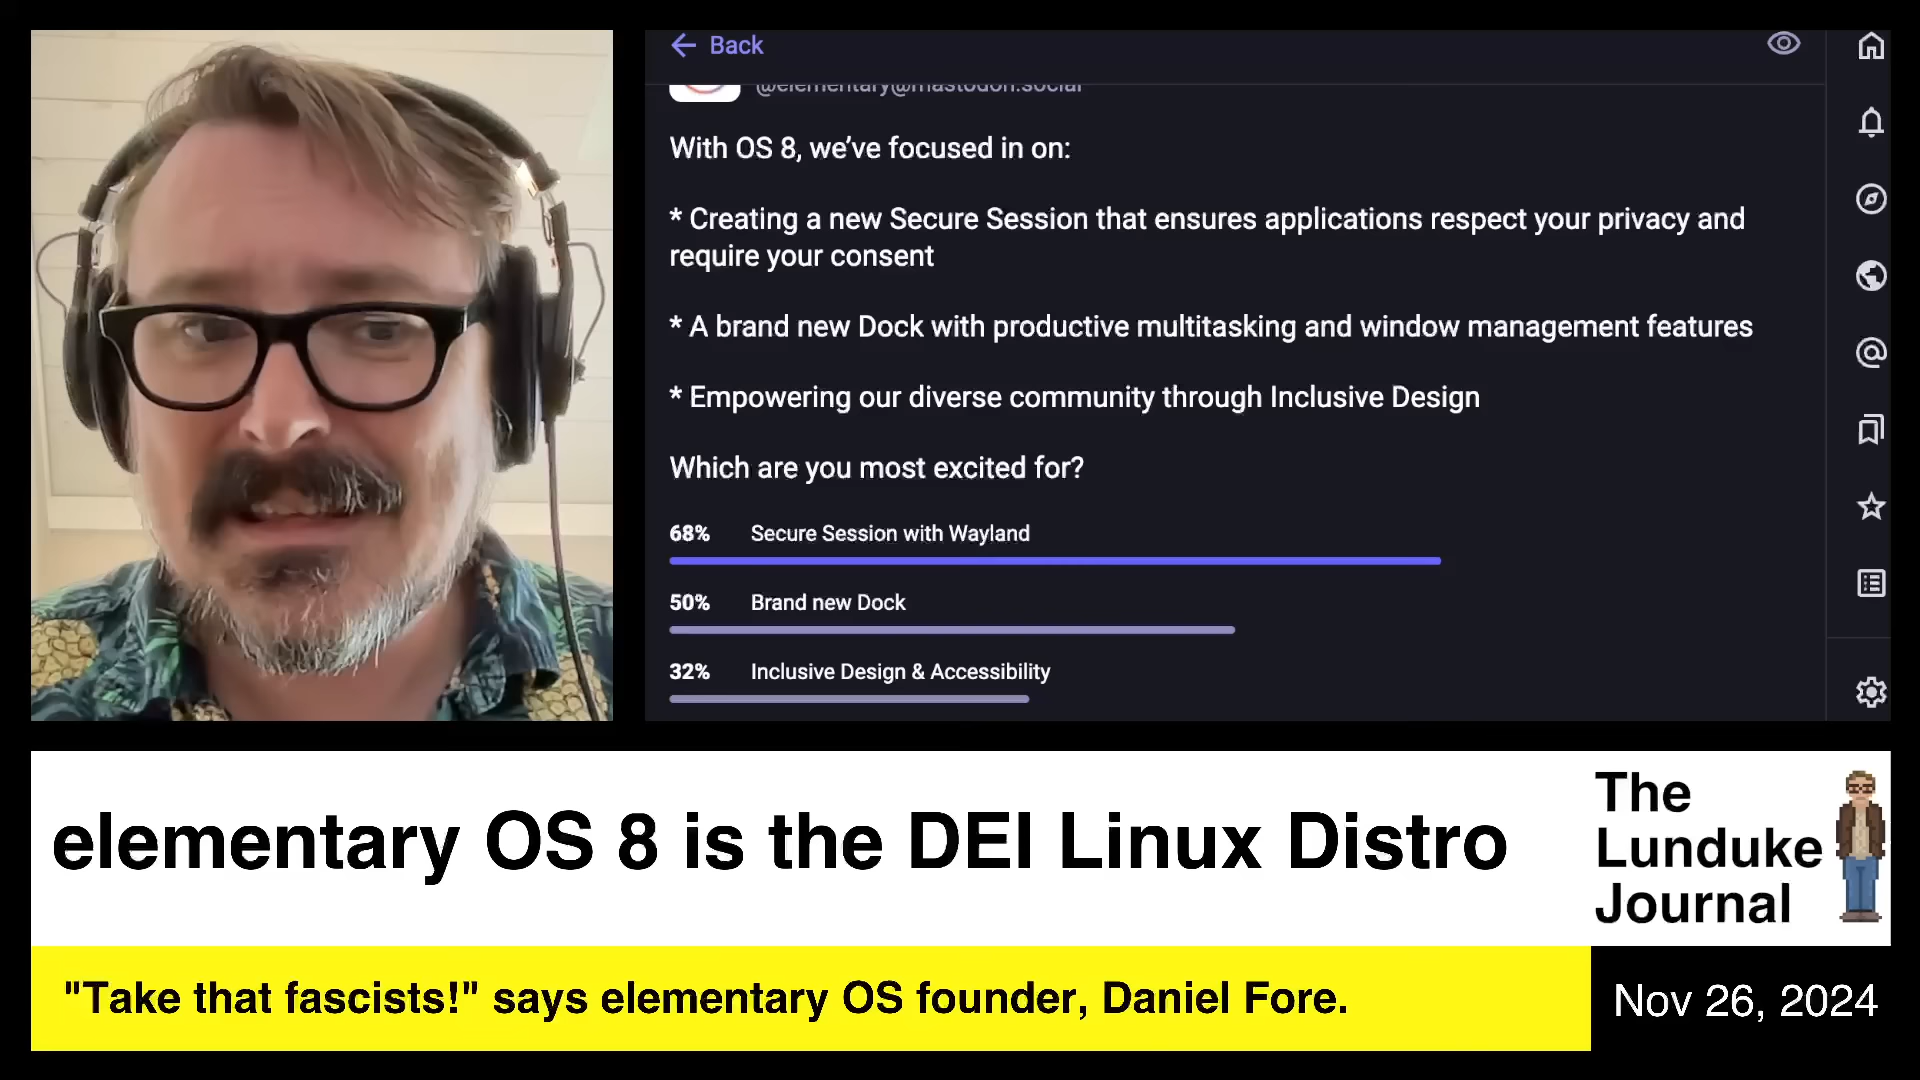 Back
@elementary@mastodon.social
With OS 8, we’ve focused in on:
* Creating a new Secure Session that ensures applications respect your privacy and
require your consent
* A brand new Dock with productive multitasking and window management features
* Empowering our diverse community through Inclusive Design
Which are you most excited for?
68% Secure Session with Wayland
50% Brand new Dock
32% Inclusive Design & Accessibility
elementary OS 8 is the DEI Linux Distro
The
Lunduke
Journal
"Take that fascists!" says elementary OS founder, Daniel Fore.
Nov 26, 2024